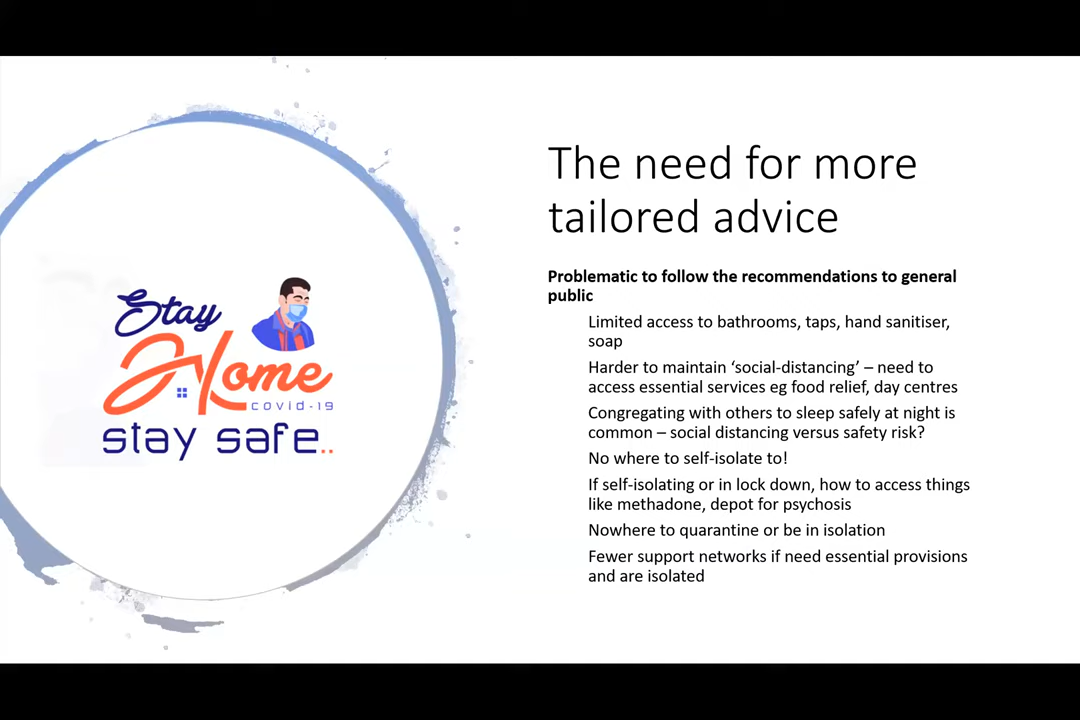 Stay
Home
covid-19
stay safe..
The need for more
tailored advice
Problematic to follow the recommendations to general
public
Limited access to bathrooms, taps, hand sanitiser,
soap
Harder to maintain ‘social-distancing’ – need to
access essential services eg food relief, day centres
Congregating with others to sleep safely at night is
common – social distancing versus safety risk?
No where to self-isolate to!
If self-isolating or in lock down, how to access things
like methadone, depot for psychosis
Nowhere to quarantine or be in isolation
Fewer support networks if need essential provisions
and are isolated